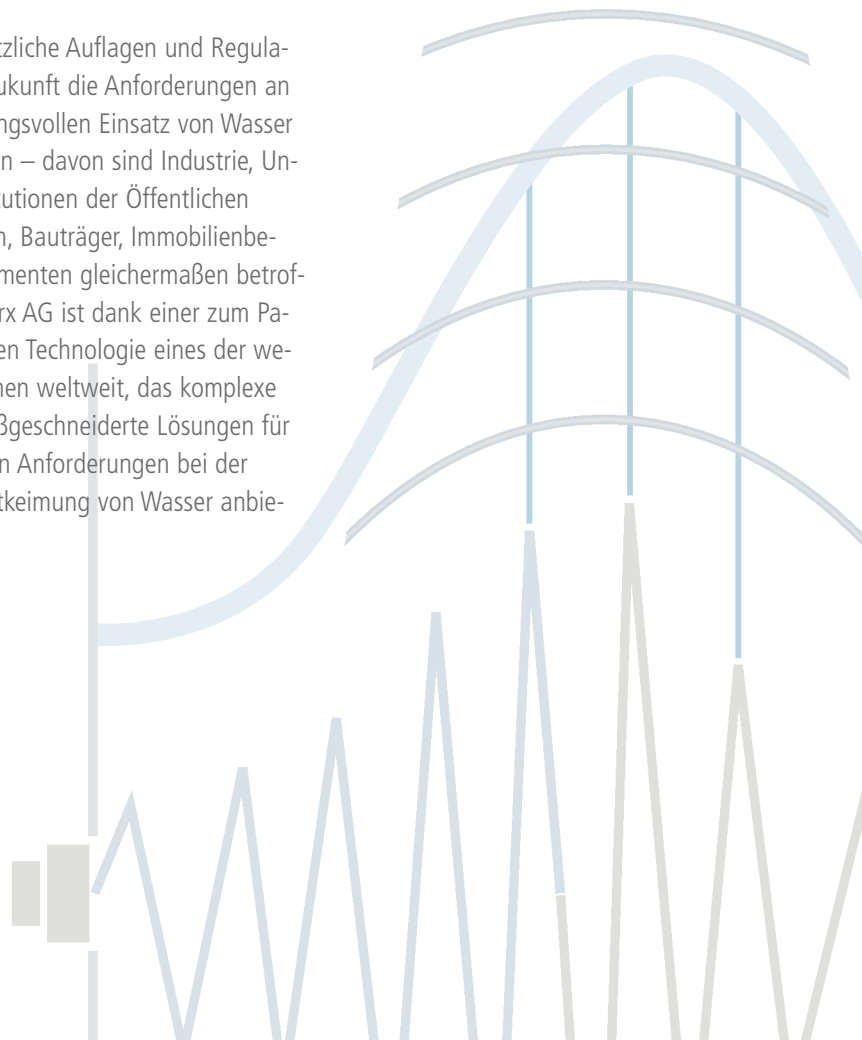 tzliche Auflagen und Regula-
ukunft die Anforderungen an
ngsvollen Einsatz von Wasser
n – davon sind Industrie, Un-
tutionen der Öffentlichen
n, Bauträger, Immobilienbe-
menten gleichermaßen betrof-
rx AG ist dank einer zum Pa-
en Technologie eines der we-
nen weltweit, das komplexe
ßgeschneiderte Lösungen für
n Anforderungen bei der
tkeimung von Wasser anbie-